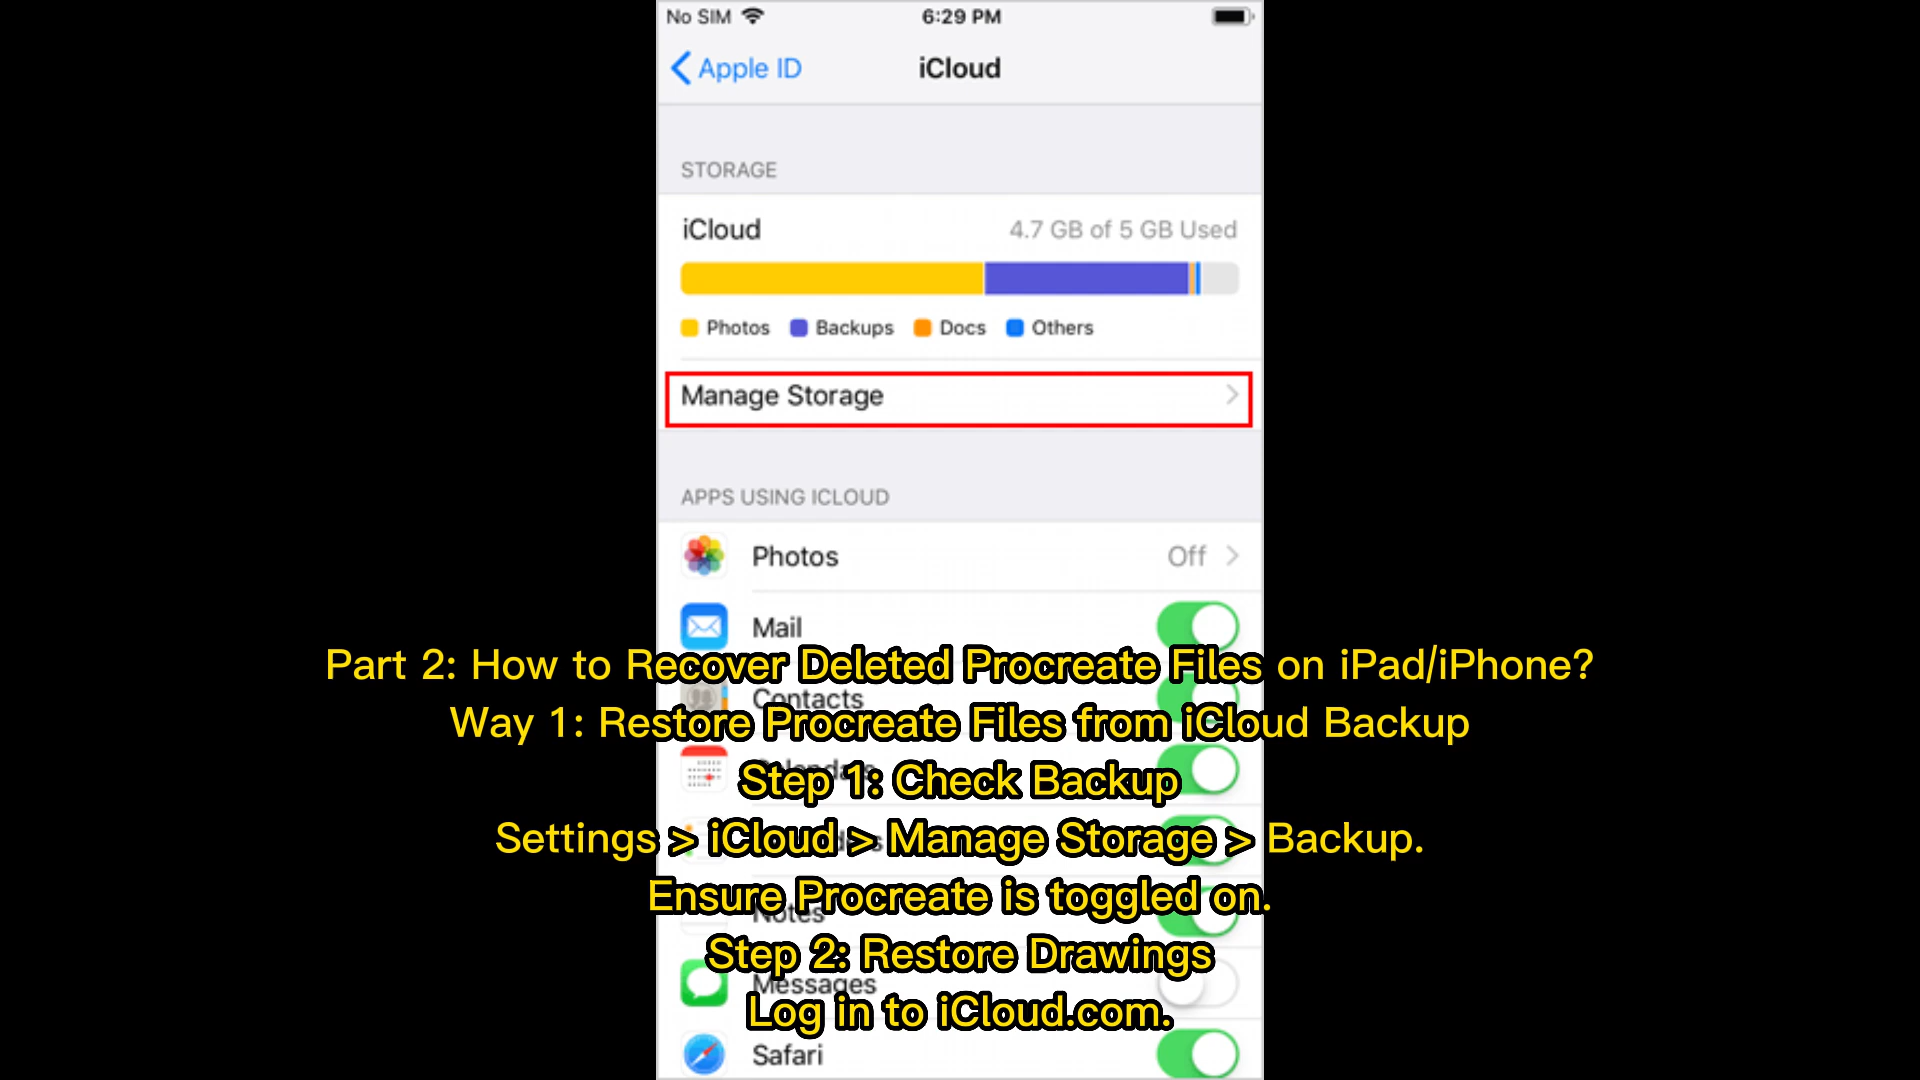 No SIM 6:29 PM
Apple ID iCloud
STORAGE
iCloud 4.7 GB of 5 GB Used
Photos Backups Docs Others
Manage Storage
APPS USING ICLOUD
Photos Off
Mail
Part 2: How to Recover Deleted Procreate Files on iPad/iPhone?
Contacts
Way 1: Restore Procreate Files from iCloud Backup
Step 1: Check Backup
Settings > iCloud > Manage Storage > Backup.
Ensure Procreate is toggled on.
Notes
Step 2: Restore Drawings
Messages
Log in to iCloud.com.
Safari